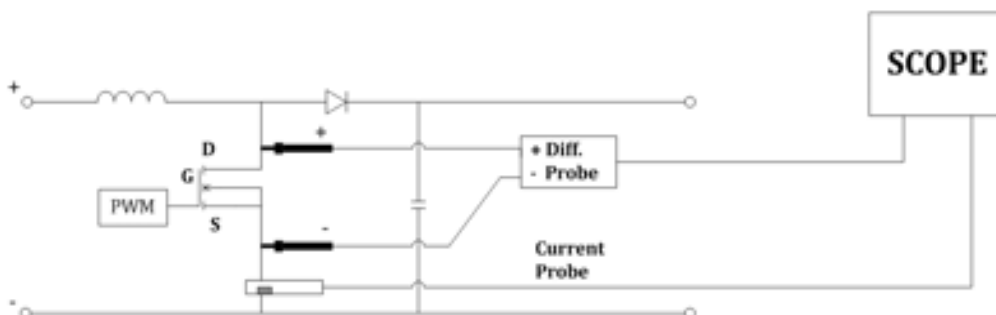 SCOPE
+
+
D
+ Diff.
- Probe
G
PWM
S
-
Current
Probe
-